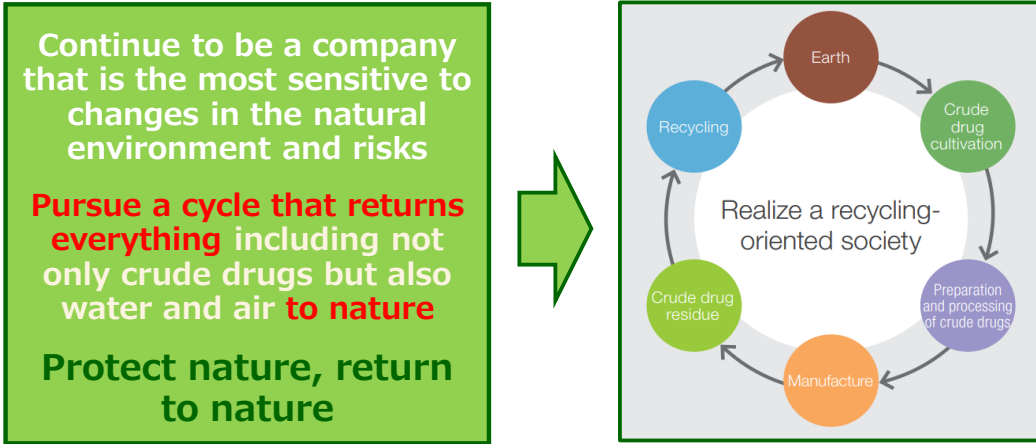 Continue to be a company
that is the most sensitive to
changes in the natural
environment and risks
Pursue a cycle that returns
everything including not
only crude drugs but also
water and air to nature
Protect nature, return
to nature
Earth
Crude
drug
cultivation
Preparation
and processing
of crude drugs
Manufacture
Crude drug
residue
Recycling
Realize a recycling-
oriented society